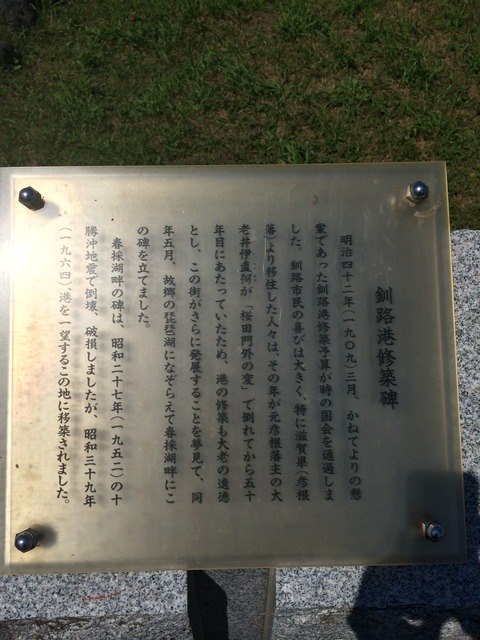 釧路港修築碑
明治四十二年(一九〇九)三月、かねてよりの懸
案であった釧路港修築予算が時の国会を通過しま
した。釧路市民の喜びは大きく、特に滋賀県(彦根
藩)より移住した人々は、その年が元彦根藩主の大
老井伊直弼が「桜田門外の変」で倒れてから五十
年目にあたっていたため、港の修築も大老の遺徳
とし、この街がさらに発展することを夢見て、同
年五月、故郷の琵琶湖になぞらえて春採湖畔にこ
の碑を立てました。
春採湖畔の碑は、昭和二十七年(一九五二)の十
勝沖地震で倒壊、破損しましたが、昭和三十九年
(一九六四)、港を一望するこの地に移築されました。